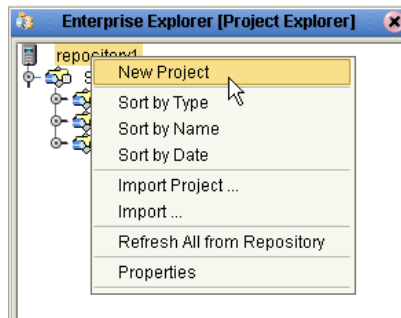 Enterprise Explorer [Project Explorer]
repository1
S
New Project
Sort by Type
Sort by Name
Sort by Date
Import Project ...
Import ...
Refresh All from Repository
Properties